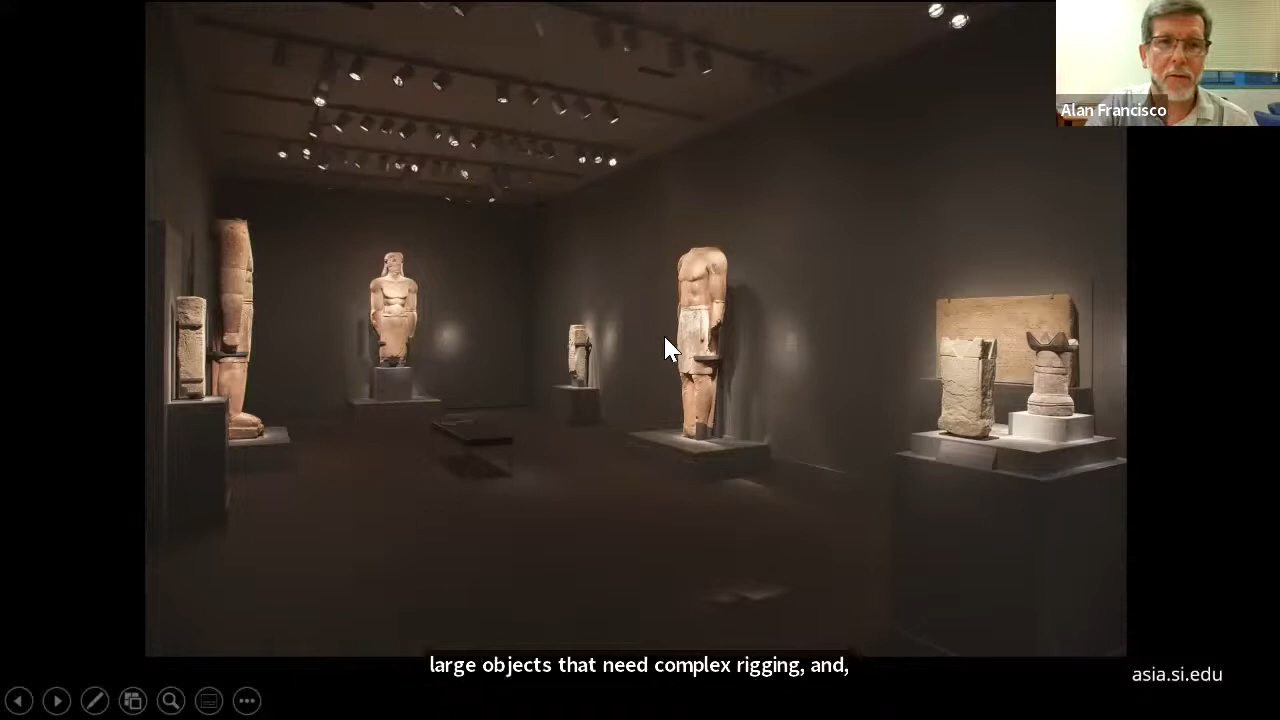 Alan Francisco
large objects that need complex rigging, and,
asia.si.edu